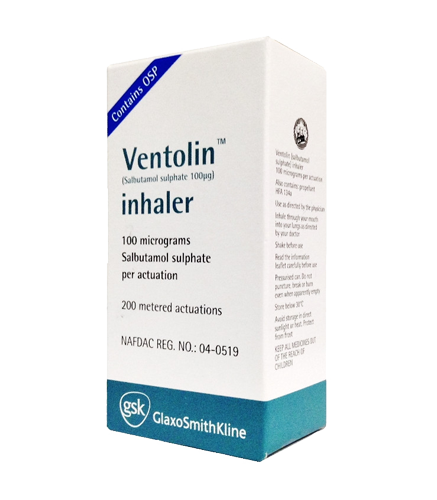 Contains OSP
Ventolin™
(Salbutamol sulphate 100µg)
inhaler
100 micrograms
Salbutamol sulphate
per actuation
200 metered actuations
NAFDAC REG. NO.: 04-0519
gsk
GlaxoSmithKline
Ventolin (salbutamol
sulphate) inhaler
100 micrograms per actuation
Also contains: propellant
HFA 134a
Use as directed by the physician
Inhale through your mouth
into your lungs as directed
by your doctor
Shake before use
Read the information
leaflet carefully before use
Pressurised can. Do not
puncture, break or burn
even when apparently empty
Store below 30°C
Avoid storage in direct
sunlight or heat. Protect
from frost
KEEP ALL MEDICINES OUT
OF THE REACH OF
CHILDREN